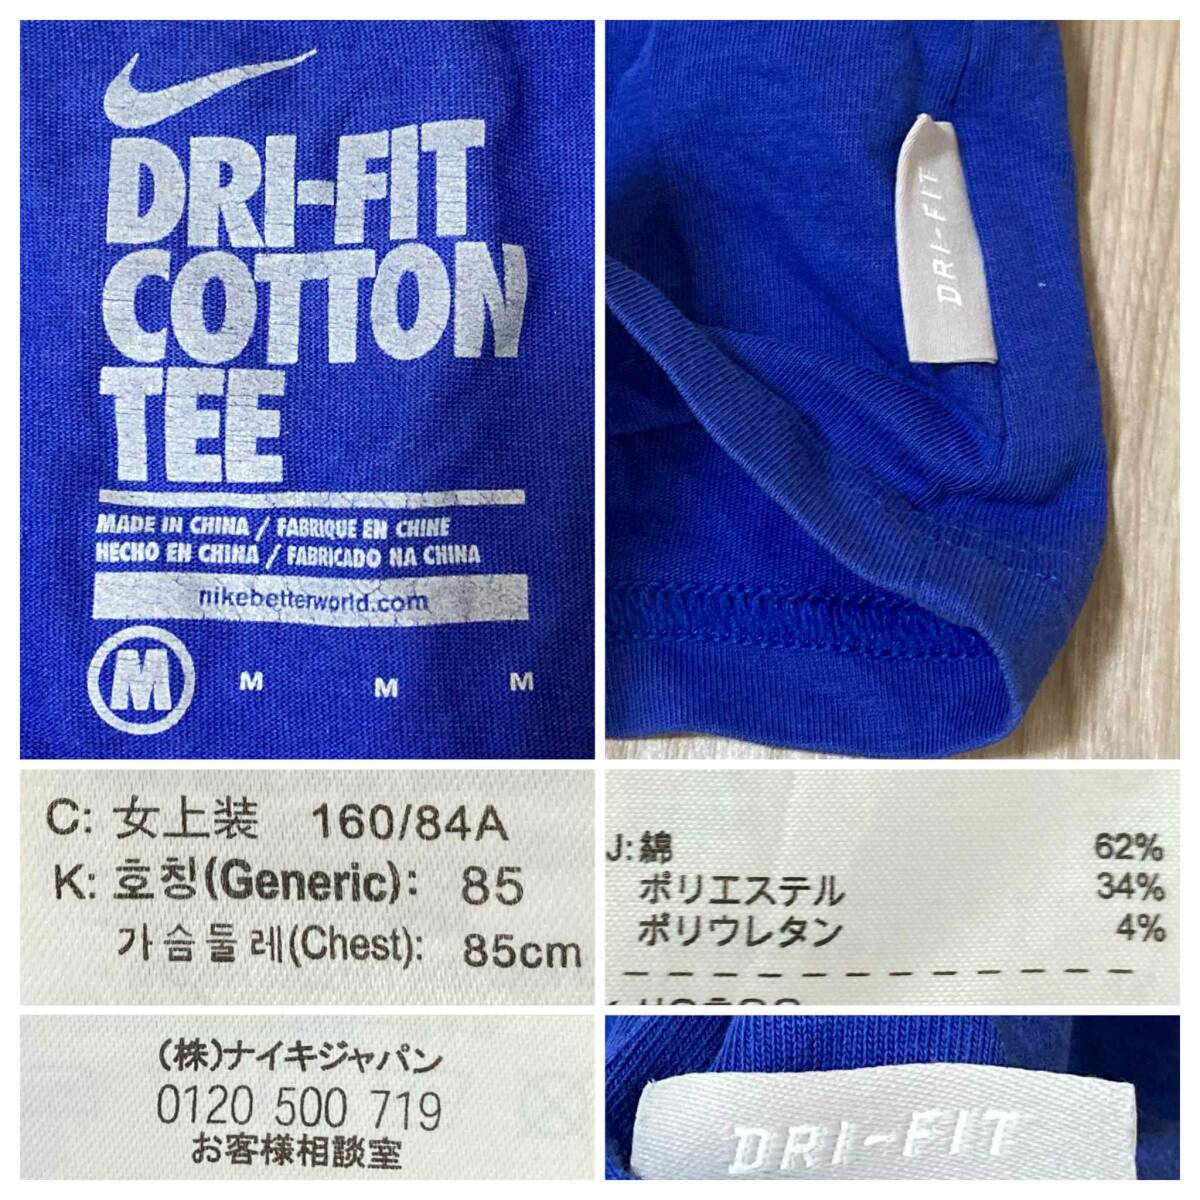 DRI-FIT
COTTON
TEE
MADE IN CHINA / FABRIQUE EN CHINE
HECHO EN CHINA / FABRICADO NA CHINA
nikebetterworld.com
M M M M
DRI-FIT
C: 女上装 160/84A
K: 호칭(Generic): 85
가슴둘레(Chest): 85cm
J: 綿 62%
ポリエステル 34%
ポリウレタン 4%
(株)ナイキジャパン
0120 500 719
お客様相談室
DRI-FIT